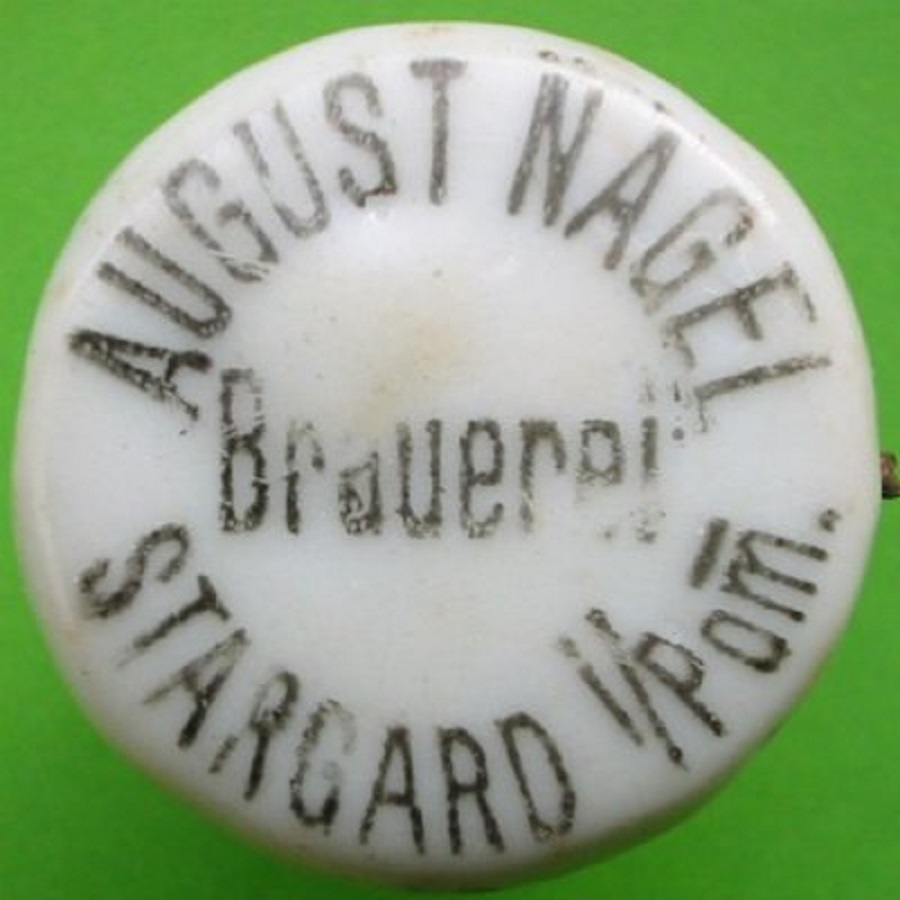 AUGUST NAGEL
Brauerei
STARGARD i/Pom̅.